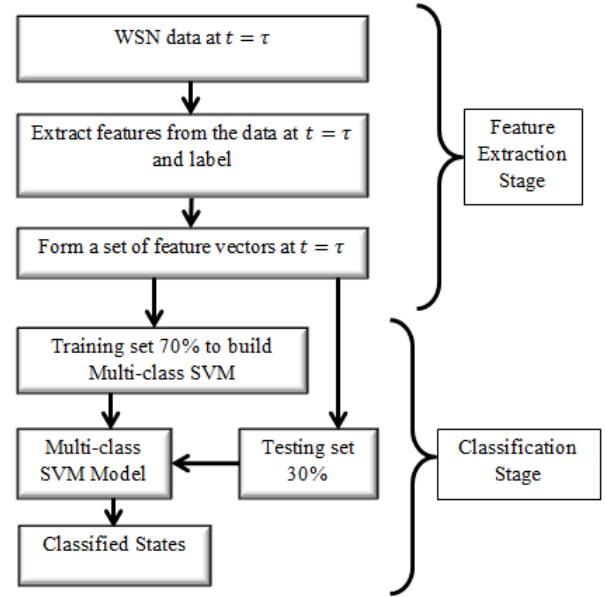 WSN data at t = τ
Extract features from the data at t = τ
and label
Form a set of feature vectors at t = τ
Feature
Extraction
Stage
Training set 70% to build
Multi-class SVM
Multi-class
SVM Model
Testing set
30%
Classified States
Classification
Stage